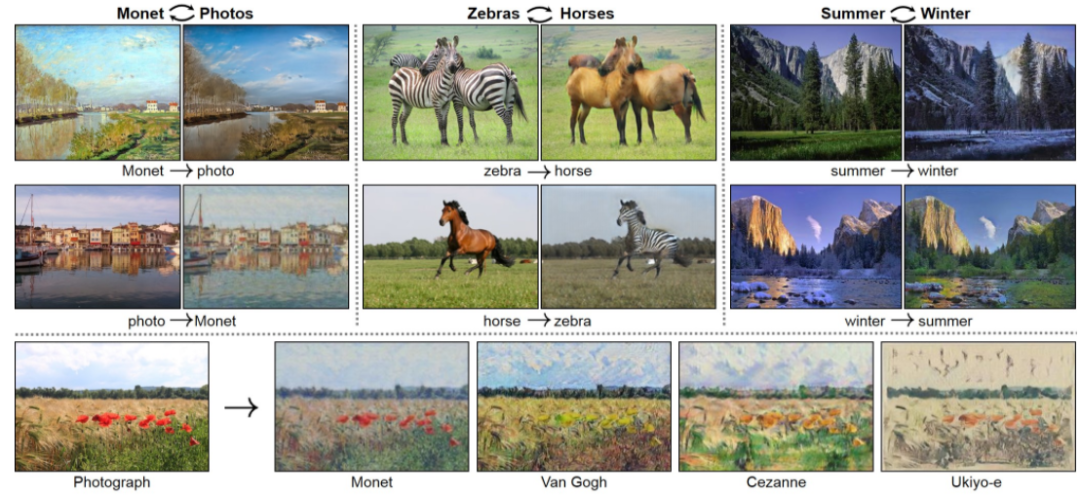 Monet Photos
Zebras Horses
Summer Winter
Monet → photo
zebra → horse
summer → winter
photo → Monet
horse → zebra
winter → summer
Photograph
Monet
Van Gogh
Cezanne
Ukiyo-e